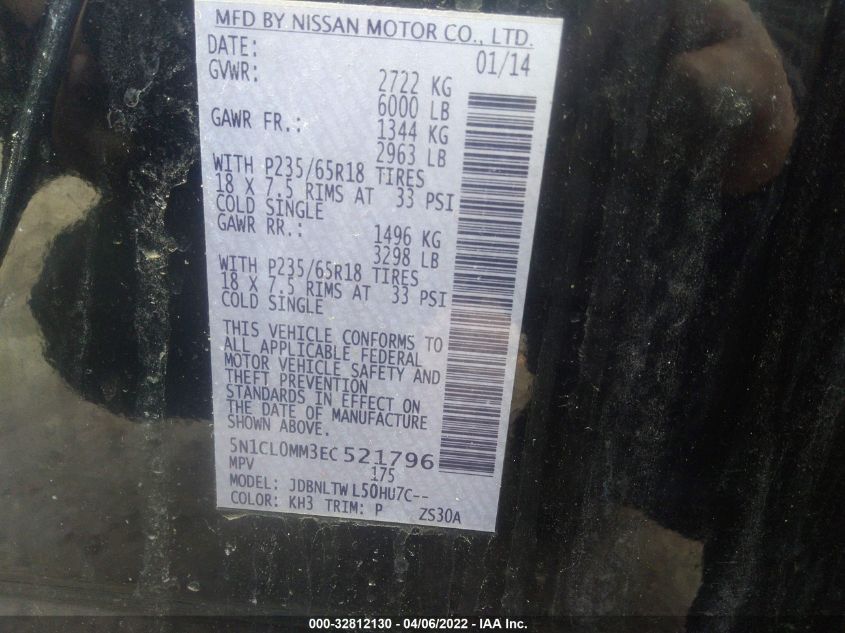 MFD BY NISSAN MOTOR CO., LTD.
DATE: 01/14
GVWR: 2722 KG
6000 LB
GAWR FR.: 1344 KG
2963 LB
WITH P235/65R18 TIRES
18 X 7.5 RIMS AT 33 PSI
COLD SINGLE
GAWR RR.: 1496 KG
3298 LB
WITH P235/65R18 TIRES
18 X 7.5 RIMS AT 33 PSI
COLD SINGLE
THIS VEHICLE CONFORMS TO
ALL APPLICABLE FEDERAL
MOTOR VEHICLE SAFETY AND
THEFT PREVENTION
STANDARDS IN EFFECT ON
THE DATE OF MANUFACTURE
SHOWN ABOVE.
5N1CL0MM3EC521796
MPV 175
MODEL: JDBNLTWL50HU7C--
COLOR: KH3 TRIM: P ZS30A
000-32812130 - 04/06/2022 - IAA Inc.